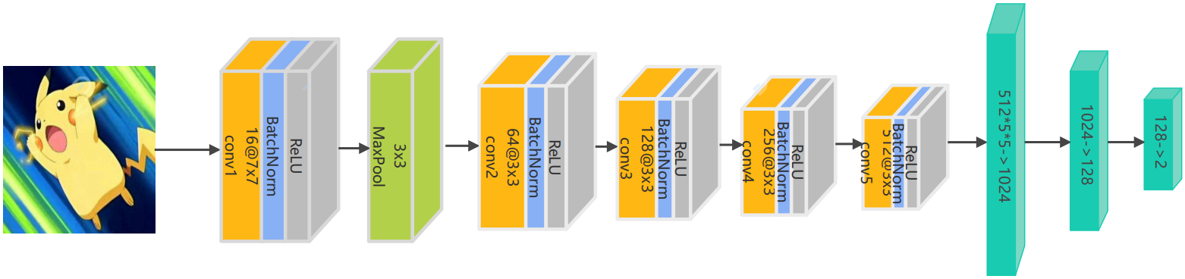 conv1
16@7x7
BatchNorm
ReLU
MaxPool
3x3
conv2
64@3x3
BatchNorm
ReLU
conv3
128@3x3
BatchNorm
ReLU
conv4
256@3x3
BatchNorm
ReLU
conv5
512@3x3
BatchNorm
ReLU
512*5*5->1024
1024->128
128->2